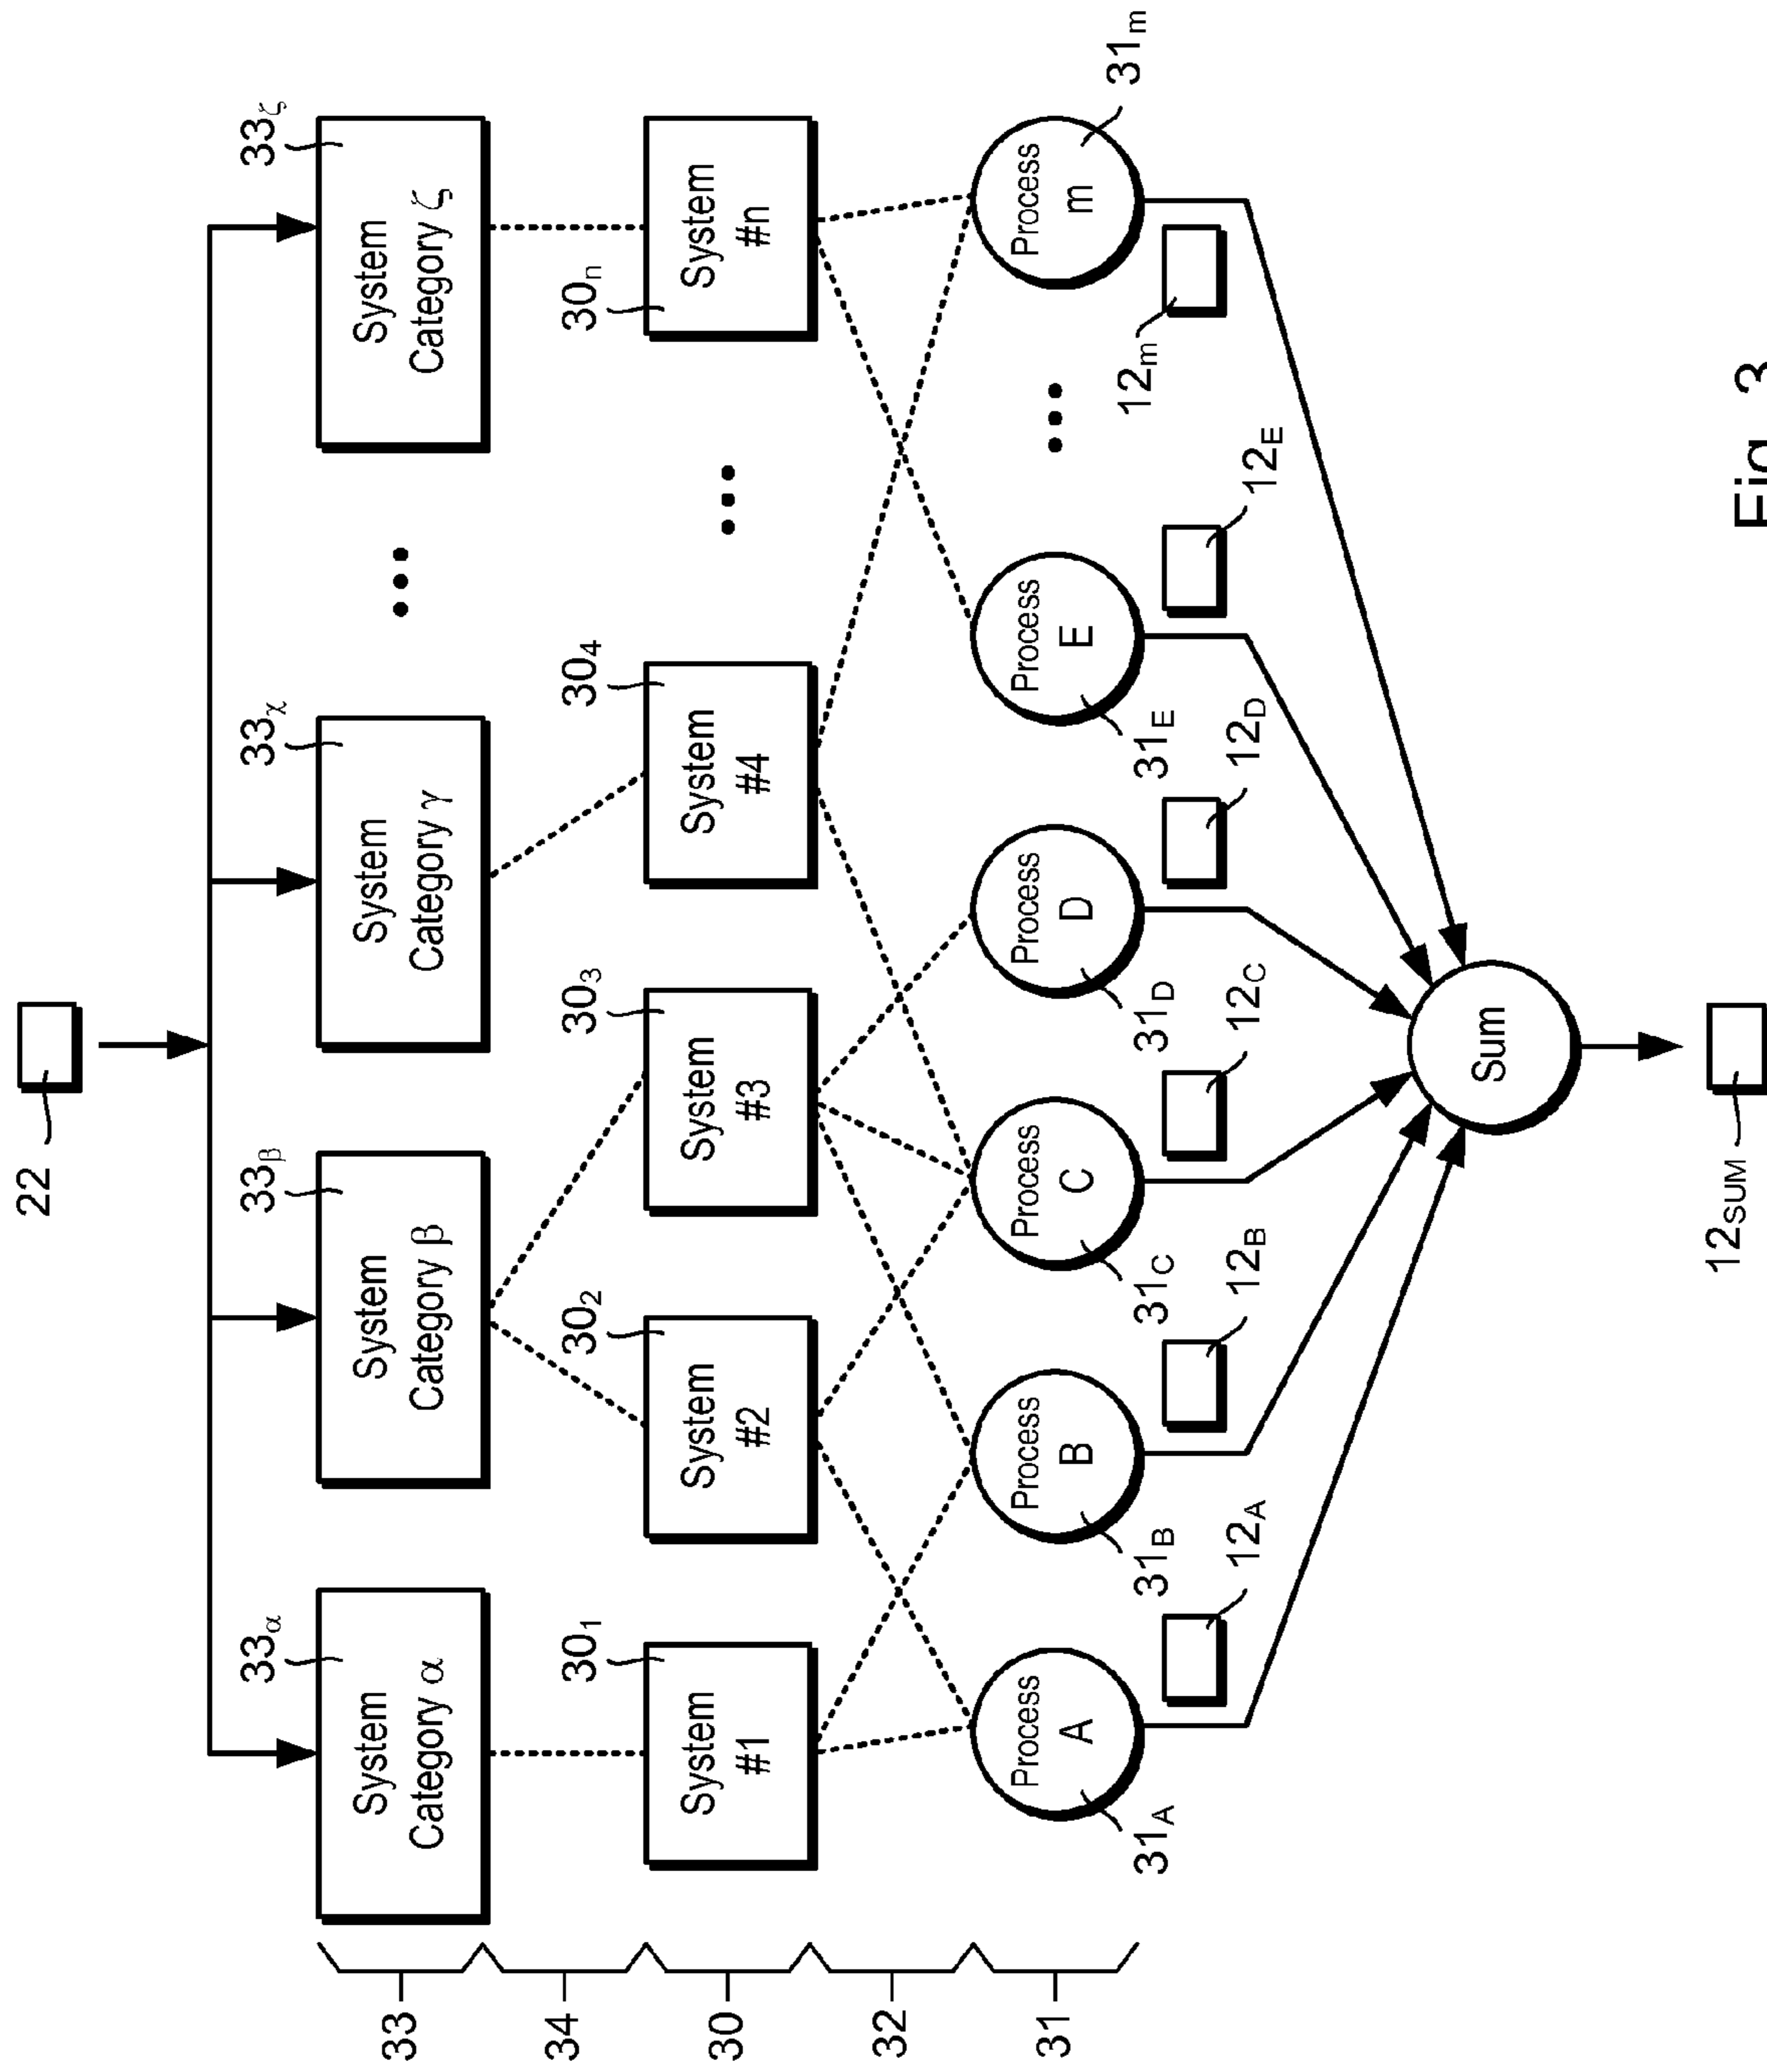 22
33α
33β
33χ
33ζ
System
Category α
System
Category β
System
Category γ
System
Category ζ
33
34
30₁
30₂
30₃
30₄
30ₙ
System
#1
System
#2
System
#3
System
#4
System
#n
30
32
Process
A
Process
B
Process
C
Process
D
Process
E
Process
m
31
31A
31B
31C
31D
31E
31m
12A
12B
12C
12D
12E
12m
Sum
12SUM
Fig. 3